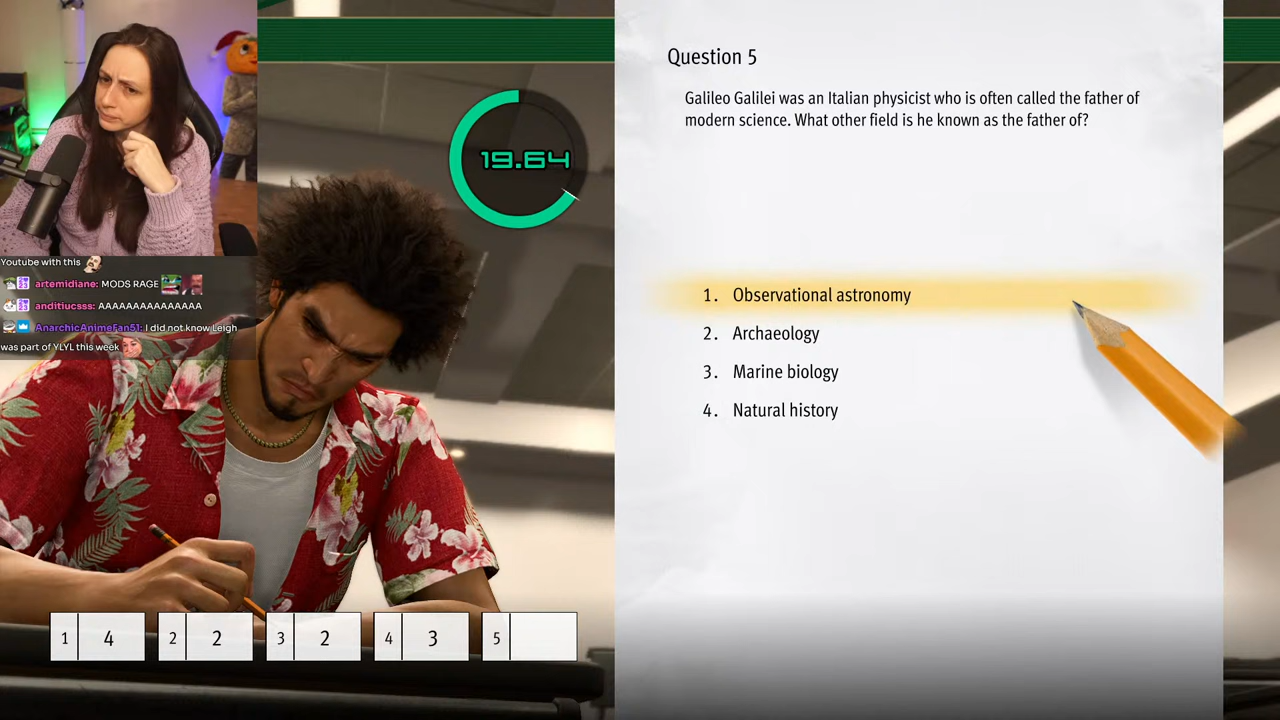 Question 5
Galileo Galilei was an Italian physicist who is often called the father of
modern science. What other field is he known as the father of?
19.64
1. Observational astronomy
2. Archaeology
3. Marine biology
4. Natural history
Youtube with this
artemidiane: MODS RAGE
anditiucsss: AAAAAAAAAAAAAAA
AnarchicAnimeFan51: I did not know Leigh
was part of YLYL this week
1 4 2 2 3 2 4 3 5